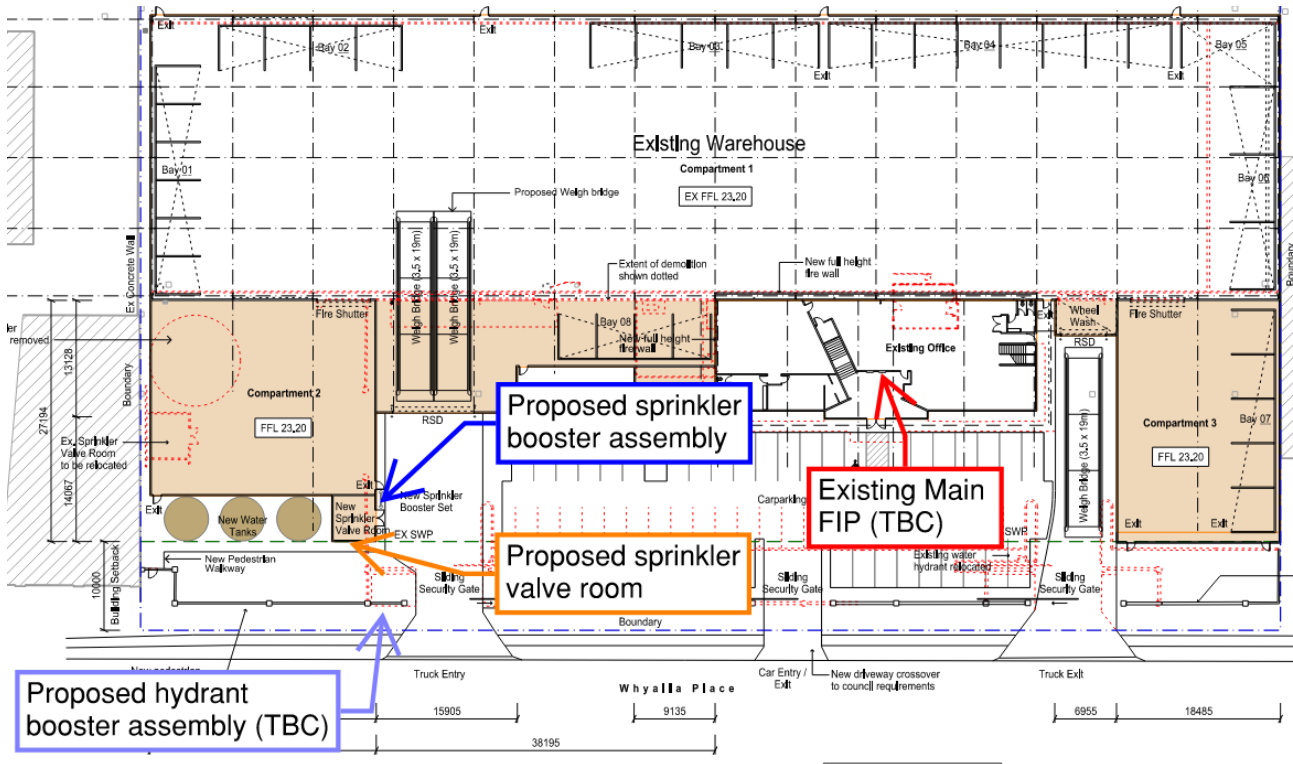 Exit
Exit
Bay 02
Bay 03
Bay 04
Bay 05
Exit
Exit
Existing Warehouse
Compartment 1
EX FFL 23.20
Bay 01
Bay 06
Proposed Weigh bridge
Weigh Bridge (3.5 x 19m)
Weigh Bridge (3.5 x 19m)
Ex Concrete Wall
Boundary
Extent of demolition
shown dotted
New full height
fire wall
removed
Fire Shutter
Bay 08
New full height
fire wall
Existing Office
Exit
Wheel
Wash
RSD
Fire Shutter
Boundary
13128
27194
14067
10000
Compartment 2
FFL 23.20
RSD
Ex. Sprinkler
Valve Room
to be relocated
Proposed sprinkler
booster assembly
Weigh Bridge (3.5 x 19m)
Compartment 3
FFL 23.20
Bay 07
Existing Main
FIP (TBC)
Carparking
Exit
Exit
New Water
Tanks
New
Sprinkler
Valve Room
New Sprinkler
Booster Set
EX SWP
Proposed sprinkler
valve room
SWP
Existing water
hydrant relocated
Exit
Exit
New Pedestrian
Walkway
Building Setback
Sliding
Security Gate
Sliding
Security Gate
Sliding
Security Gate
Boundary
Proposed hydrant
booster assembly (TBC)
Truck Entry
Whyalla Place
Car Entry /
Exit
New driveway crossover
to council requirements
Truck Exit
15905
9135
6955
18485
38195